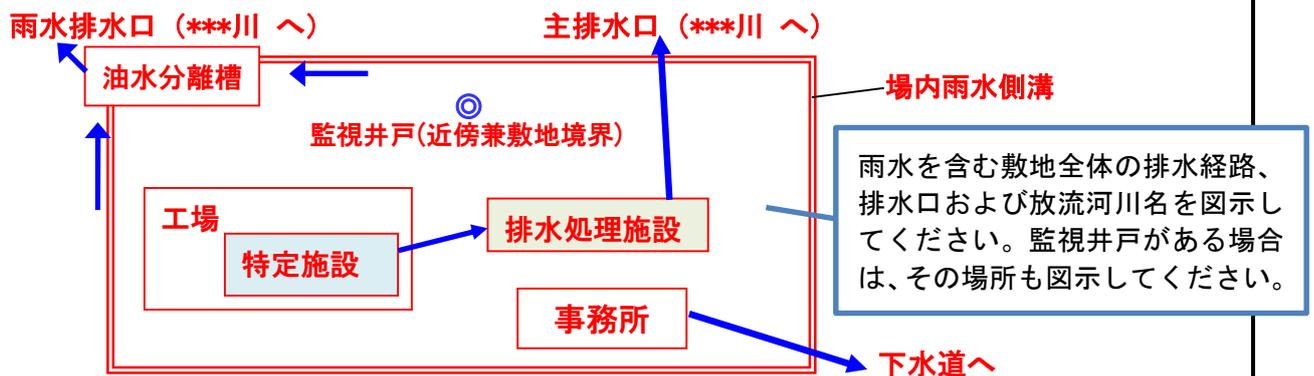 雨水排水口（***川 へ）
主排水口（***川 へ）
油水分離槽
場内雨水側溝
◎
監視井戸(近傍兼敷地境界)
雨水を含む敷地全体の排水経路、
排水口および放流河川名を図示し
てください。監視井戸がある場合
は、その場所も図示してください。
工場
排水処理施設
特定施設
事務所
下水道へ